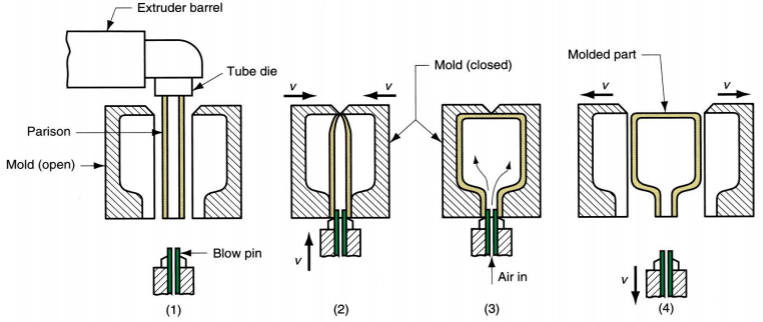 Extruder barrel
Tube die
Parison
Mold (open)
Blow pin
(1)
v
v
Mold (closed)
v
(2)
Air in
(3)
Molded part
v
v
v
(4)